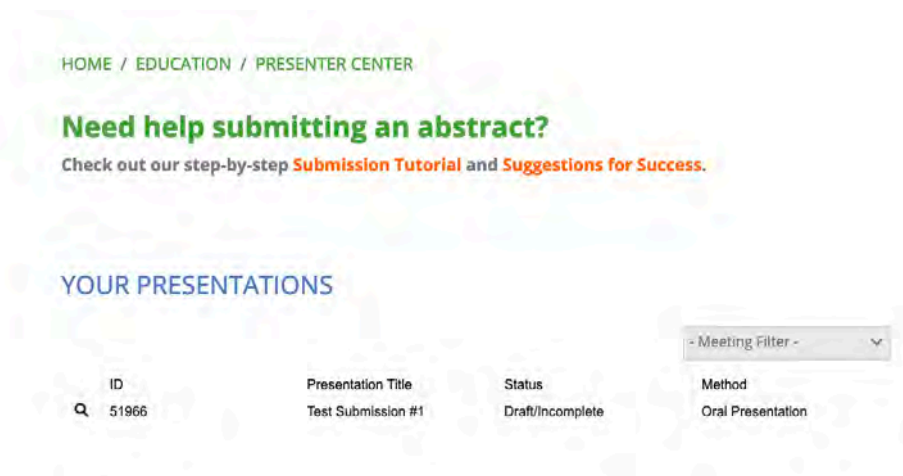 HOME / EDUCATION / PRESENTER CENTER
Need help submitting an abstract?
Check out our step-by-step Submission Tutorial and Suggestions for Success.
YOUR PRESENTATIONS
- Meeting Filter -
ID Presentation Title Status Method
51966 Test Submission #1 Draft/Incomplete Oral Presentation